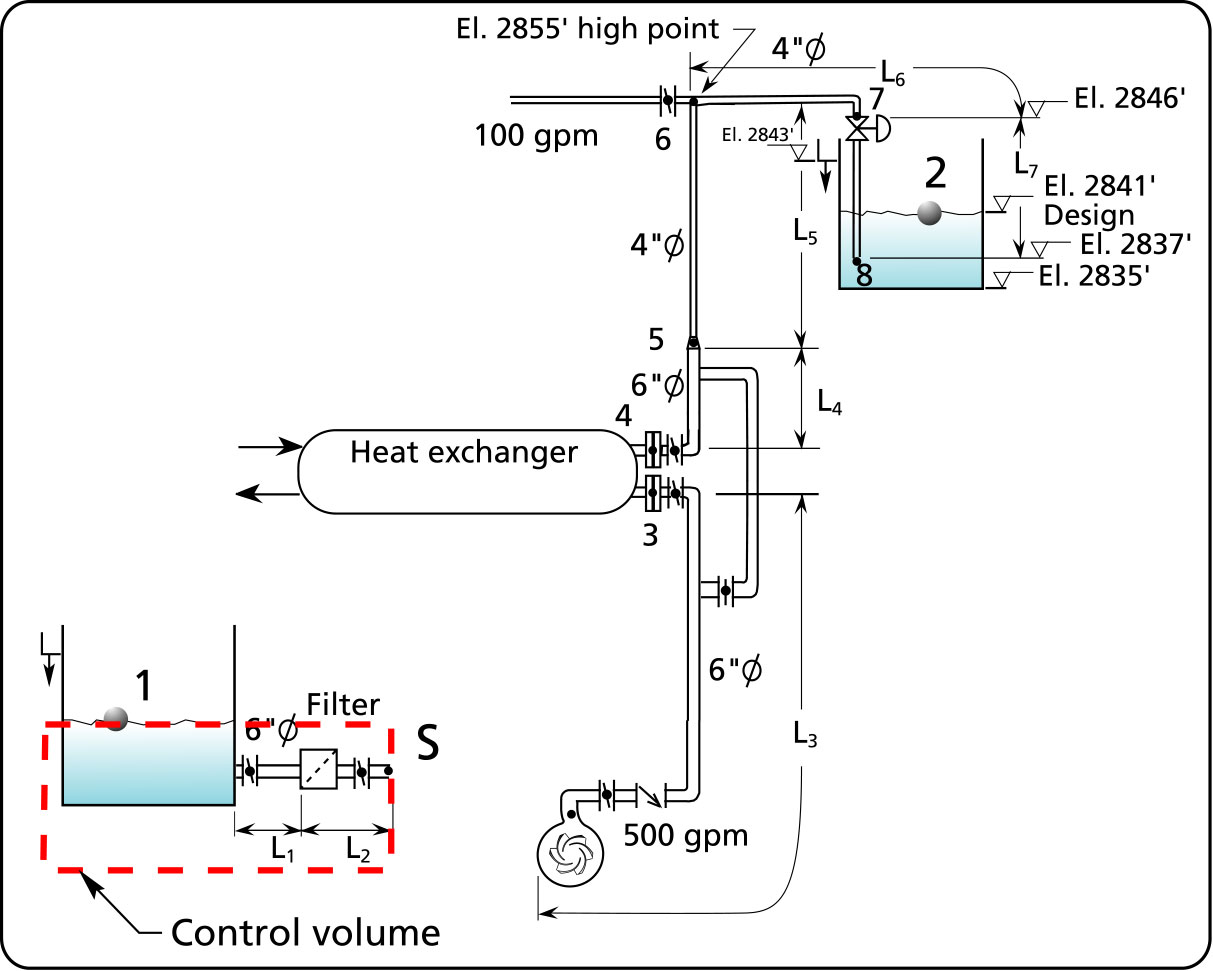 El. 2855' high point
4"Ø
L6
7
El. 2846'
100 gpm
6
El. 2843'
L7
2
El. 2841'
Design
4"Ø
L5
El. 2837'
8
El. 2835'
5
6"Ø
4
L4
Heat exchanger
3
6"Ø
1
Filter
6"Ø
S
L3
500 gpm
L1
L2
Control volume